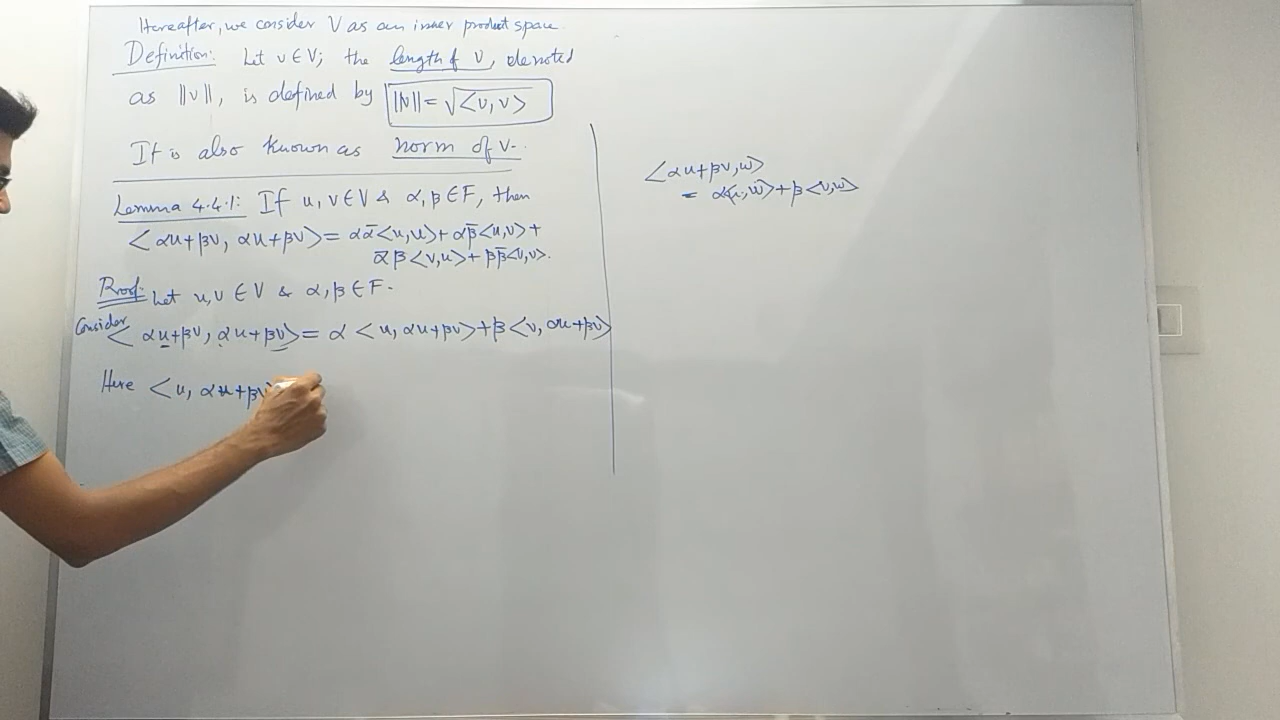 Hereafter, we consider V as an inner product space.
Definition: Let v ∈ V; the length of v, denoted
as ||v||, is defined by ||v|| = √<v, v>
It is also known as norm of v.
Lemma 4.4.1: If u, v ∈ V & α, β ∈ F, then
<αu+βv, αu+βv> = αᾱ<u,u> + αβ̄<u,v> +
ᾱβ<v,u> + ββ̄<v,v>.
Proof: Let u, v ∈ V & α, β ∈ F.
Consider <αu+βv, αu+βv> = α<u, αu+βv> + β<v, αu+βv>
Here <u, αu+βv>
<αu+βv, w>
= α<u,w> + β<v,w>